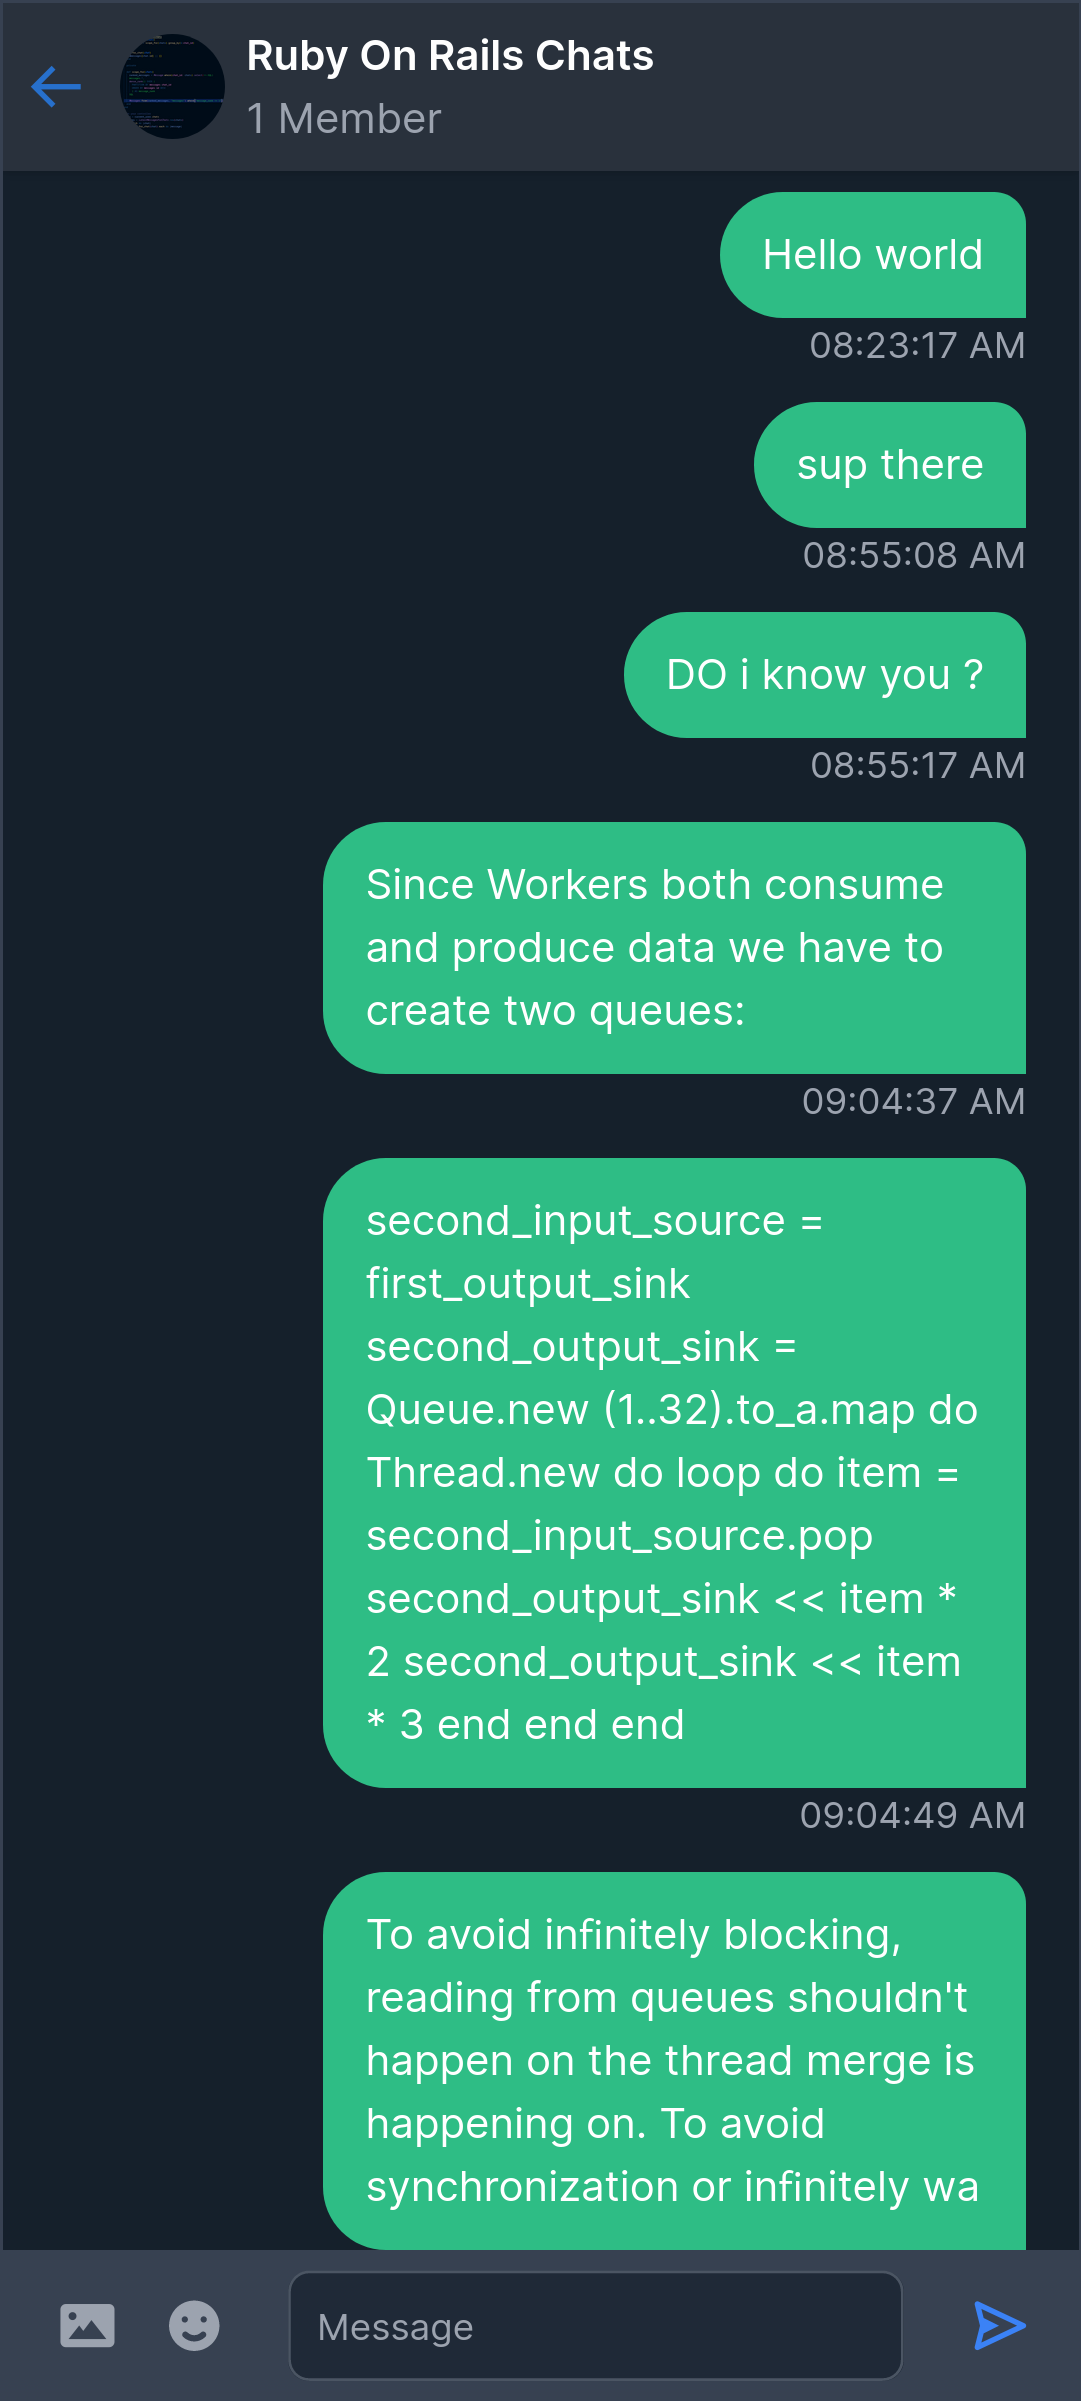 Ruby On Rails Chats
1 Member
Hello world
08:23:17 AM
sup there
08:55:08 AM
DO i know you ?
08:55:17 AM
Since Workers both consume
and produce data we have to
create two queues:
09:04:37 AM
second_input_source =
first_output_sink
second_output_sink =
Queue.new (1..32).to_a.map do
Thread.new do loop do item =
second_input_source.pop
second_output_sink << item *
2 second_output_sink << item
* 3 end end end
09:04:49 AM
To avoid infinitely blocking,
reading from queues shouldn't
happen on the thread merge is
happening on. To avoid
synchronization or infinitely wa
Message